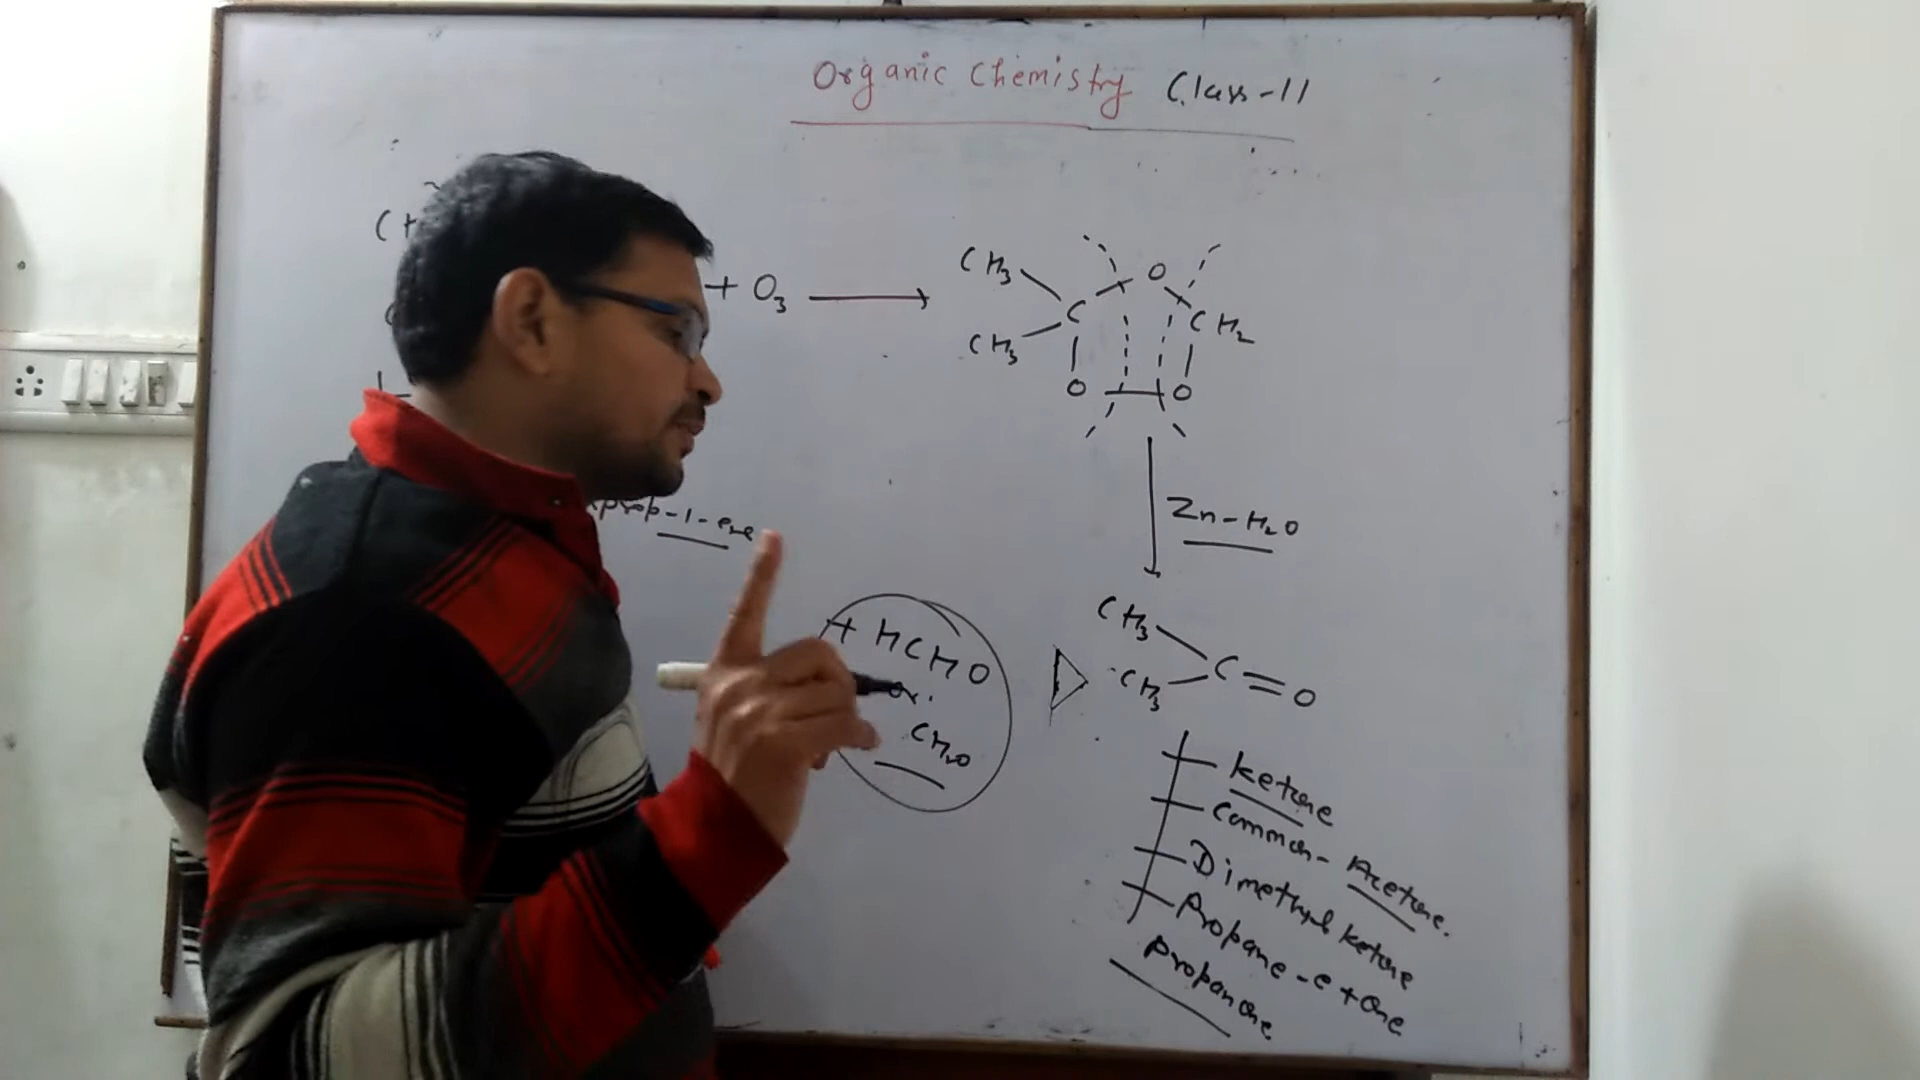 Organic Chemistry Class-11
+ O3
CH3
CH3
C
O
CH2
O
O
prop-1-ene
Zn-H2O
+ HCHO
or.
CH2O
CH3
CH3
C=O
Ketone
Common- Acetone.
Dimethyl ketone
Propane-e+one
Propanone